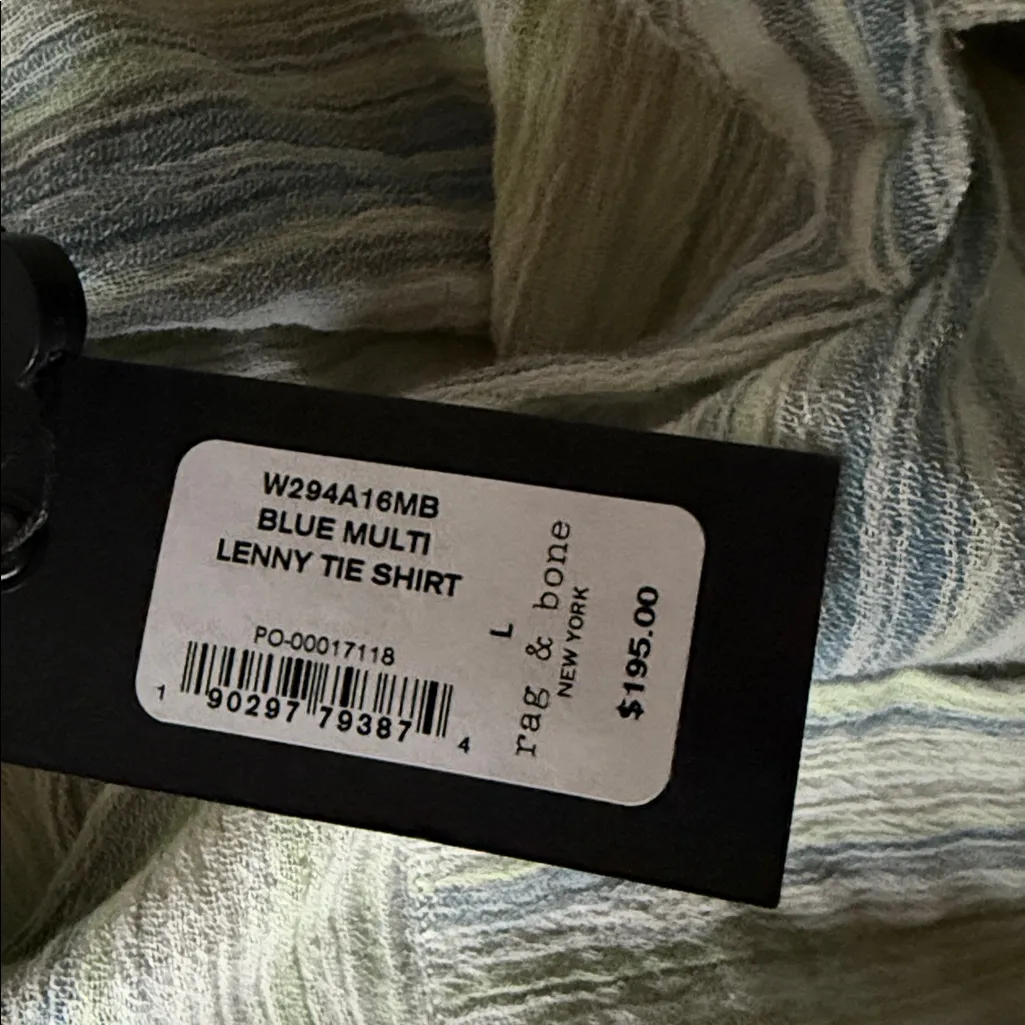 W294A16MB
BLUE MULTI
LENNY TIE SHIRT
PO-00017118
1 90297 79387 4
L
rag & bone
NEW YORK
$195.00